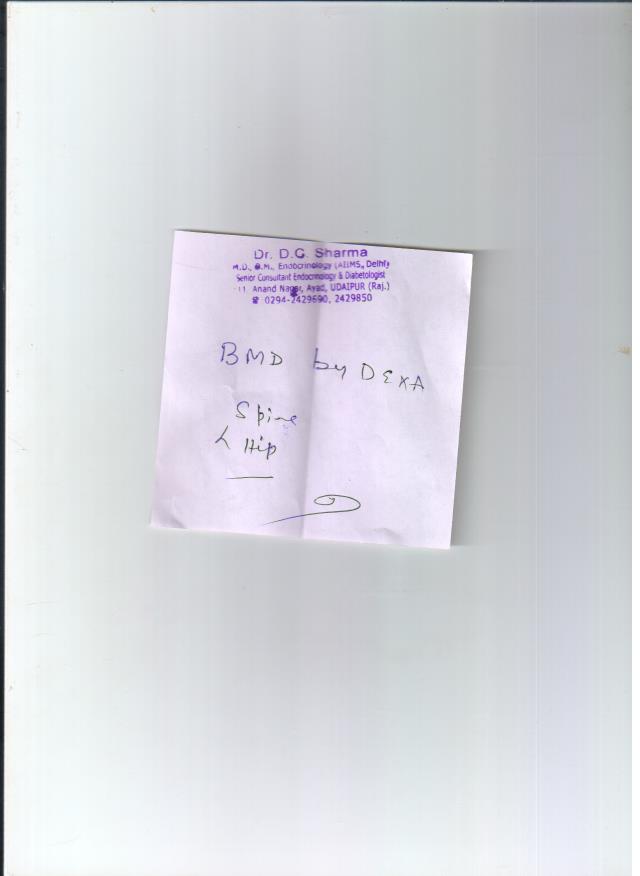 Dr. D.C. Sharma
M.D., D.M., Endocrinology (AIIMS, Delhi)
Senior Consultant Endocrinology & Diabetologist
11, Anand Nagar, Ayad, UDAIPUR (Raj.)
☎ 0294-2429690, 2429850
BMD by DEXA
Spine
L Hip